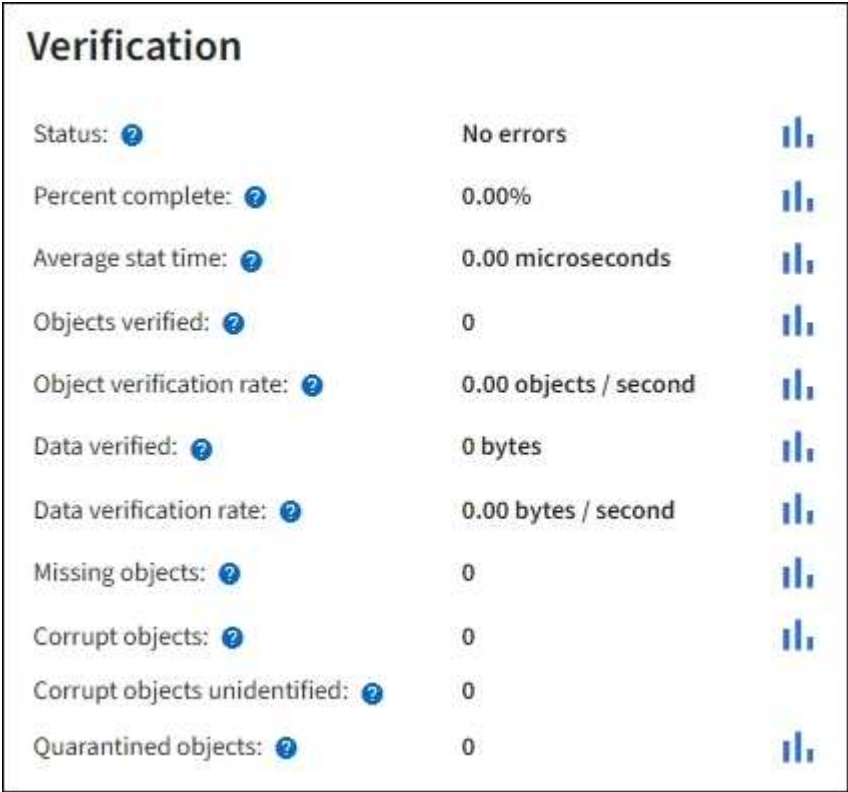 Verification
Status: No errors
Percent complete: 0.00%
Average stat time: 0.00 microseconds
Objects verified: 0
Object verification rate: 0.00 objects / second
Data verified: 0 bytes
Data verification rate: 0.00 bytes / second
Missing objects: 0
Corrupt objects: 0
Corrupt objects unidentified: 0
Quarantined objects: 0